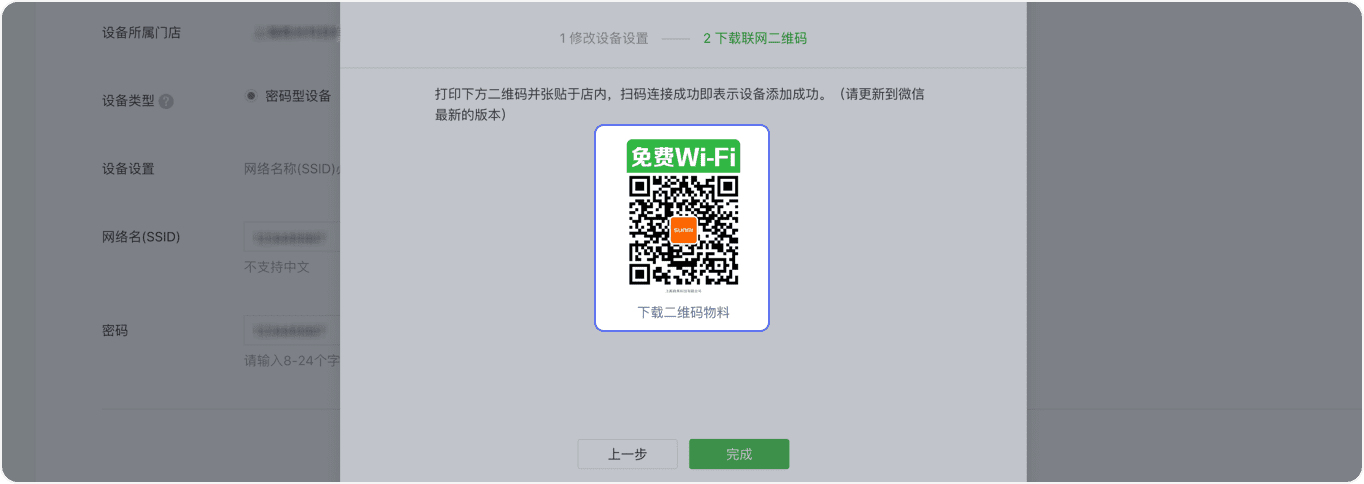 设备所属门店
1 修改设备设置
2 下载联网二维码
设备类型
?
密码型设备
打印下方二维码并张贴于店内，扫码连接成功即表示设备添加成功。（请更新到微信
最新的版本）
免费Wi-Fi
设备设置
网络名称(SSID)
SUNMI
网络名(SSID)
不支持中文
下载二维码物料
密码
请输入8-24个字
上一步
完成